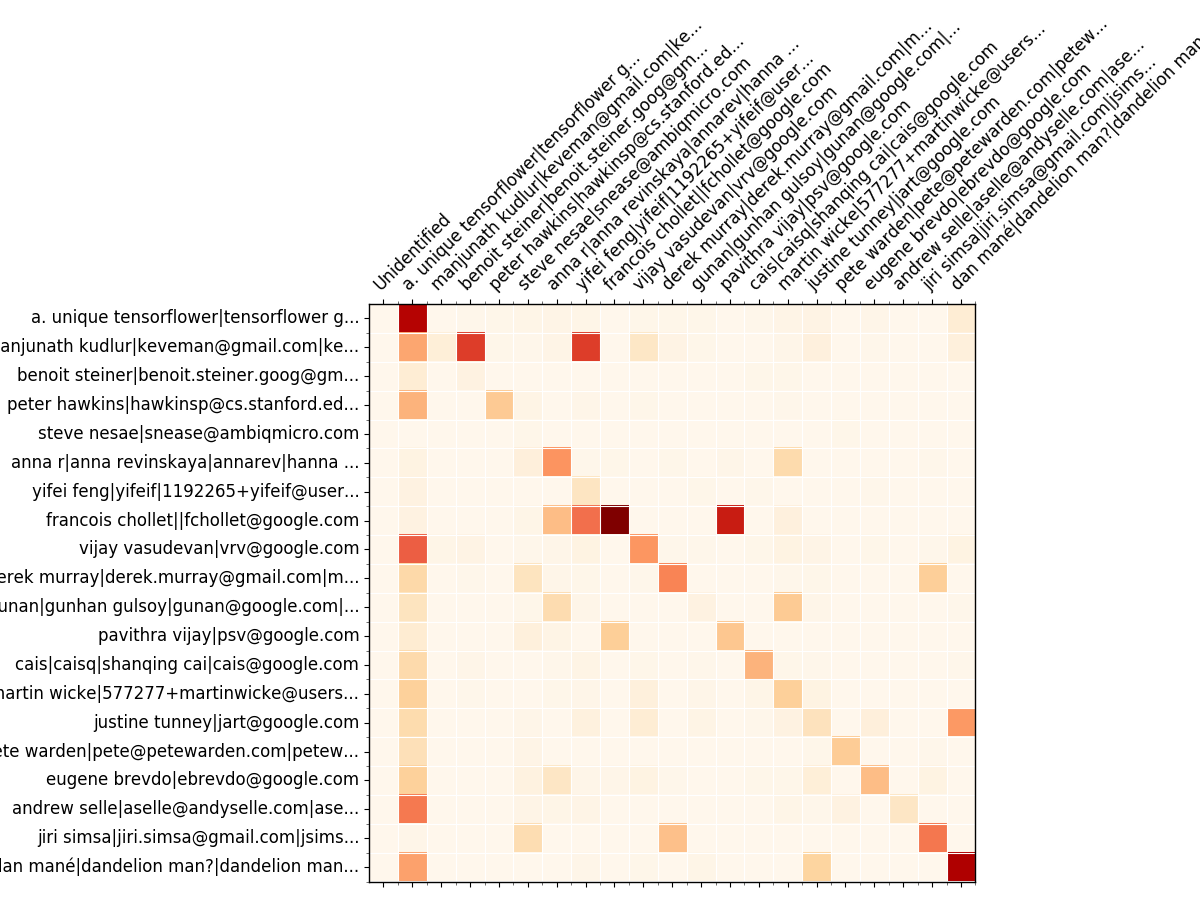 Unidentified
a. unique tensorflower|tensorflower g...
manjunath kudlur|keveman@gmail.com|ke...
benoit steiner|benoit.steiner.goog@gm...
peter hawkins|hawkinsp@cs.stanford.ed...
steve nesae|snease@ambiqmicro.com
anna r|anna revinskaya|annarev|hanna ...
yifei feng|yifeif|1192265+yifeif@user...
francois chollet||fchollet@google.com
vijay vasudevan|vrv@google.com
derek murray|derek.murray@gmail.com|m...
gunan|gunhan gulsoy|gunan@google.com|...
pavithra vijay|psv@google.com
cais|caisq|shanqing cai|cais@google.com
martin wicke|577277+martinwicke@users...
justine tunney|jart@google.com
pete warden|pete@petewarden.com|petew...
eugene brevdo|ebrevdo@google.com
andrew selle|aselle@andyselle.com|ase...
jiri simsa|jiri.simsa@gmail.com|jsims...
dan mané|dandelion man?|dandelion man
a. unique tensorflower|tensorflower g...
anjunath kudlur|keveman@gmail.com|ke...
benoit steiner|benoit.steiner.goog@gm...
peter hawkins|hawkinsp@cs.stanford.ed...
steve nesae|snease@ambiqmicro.com
anna r|anna revinskaya|annarev|hanna ...
yifei feng|yifeif|1192265+yifeif@user...
francois chollet||fchollet@google.com
vijay vasudevan|vrv@google.com
erek murray|derek.murray@gmail.com|m...
unan|gunhan gulsoy|gunan@google.com|...
pavithra vijay|psv@google.com
cais|caisq|shanqing cai|cais@google.com
martin wicke|577277+martinwicke@users...
justine tunney|jart@google.com
ete warden|pete@petewarden.com|petew...
eugene brevdo|ebrevdo@google.com
andrew selle|aselle@andyselle.com|ase...
jiri simsa|jiri.simsa@gmail.com|jsims...
dan mané|dandelion man?|dandelion man...